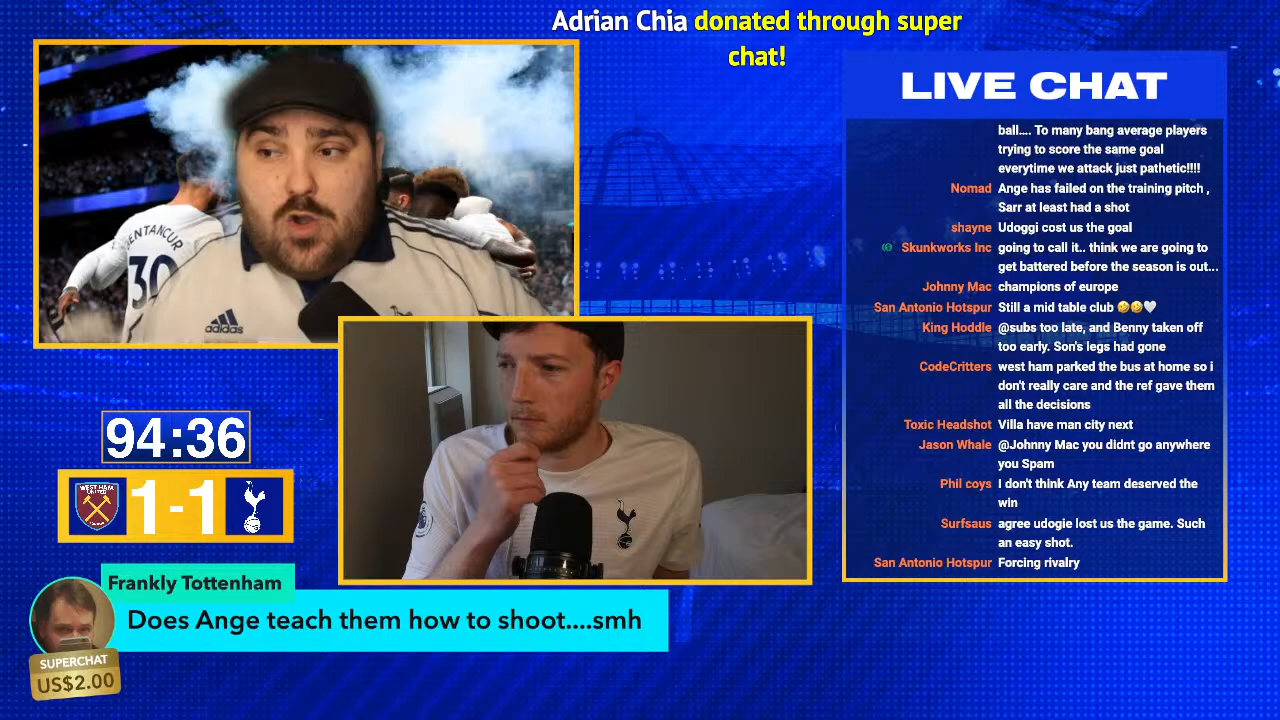 Adrian Chia donated through super
chat!
LIVE CHAT
ball.... To many bang average players
trying to score the same goal
everytime we attack just pathetic!!!!
Nomad Ange has failed on the training pitch ,
Sarr at least had a shot
shayne Udoggi cost us the goal
Skunkworks Inc going to call it.. think we are going to
get battered before the season is out...
Johnny Mac champions of europe
San Antonio Hotspur Still a mid table club 🤣🤣🤍
King Hoddle @subs too late, and Benny taken off
too early. Son's legs had gone
CodeCritters west ham parked the bus at home so i
don't really care and the ref gave them
all the decisions
Toxic Headshot Villa have man city next
Jason Whale @Johnny Mac you didnt go anywhere
you Spam
Phil coys I don't think Any team deserved the
win
Surfsaus agree udogie lost us the game. Such
an easy shot.
San Antonio Hotspur Forcing rivalry
ENTANCUR
30
adidas
94:36
WEST HAM
UNITED
1-1
Frankly Tottenham
Does Ange teach them how to shoot....smh
SUPERCHAT
US$2.00